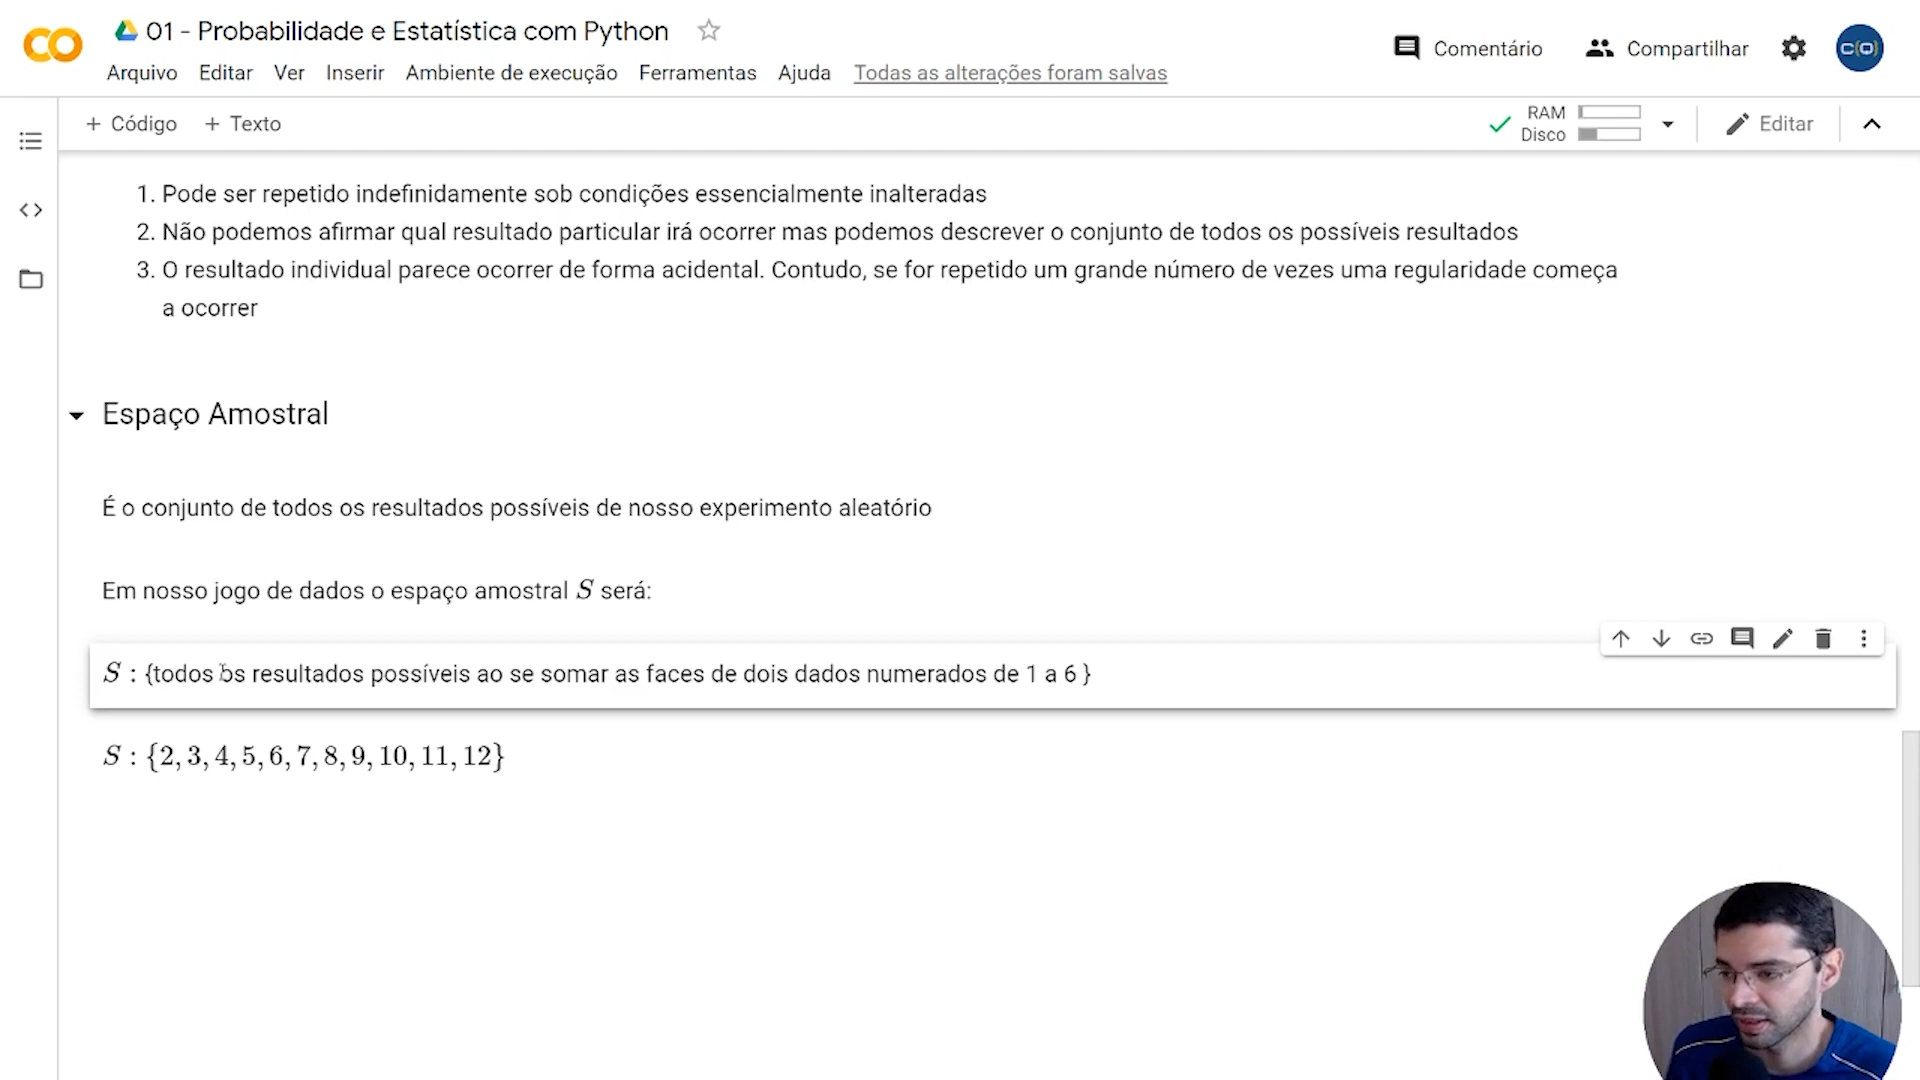 01 - Probabilidade e Estatística com Python
Comentário
Compartilhar
C(O)
Arquivo Editar Ver Inserir Ambiente de execução Ferramentas Ajuda Todas as alterações foram salvas
+ Código + Texto
RAM
Disco
Editar
1. Pode ser repetido indefinidamente sob condições essencialmente inalteradas
2. Não podemos afirmar qual resultado particular irá ocorrer mas podemos descrever o conjunto de todos os possíveis resultados
3. O resultado individual parece ocorrer de forma acidental. Contudo, se for repetido um grande número de vezes uma regularidade começa
a ocorrer
Espaço Amostral
É o conjunto de todos os resultados possíveis de nosso experimento aleatório
Em nosso jogo de dados o espaço amostral S será:
S : {todos os resultados possíveis ao se somar as faces de dois dados numerados de 1 a 6 }
S : {2, 3, 4, 5, 6, 7, 8, 9, 10, 11, 12}